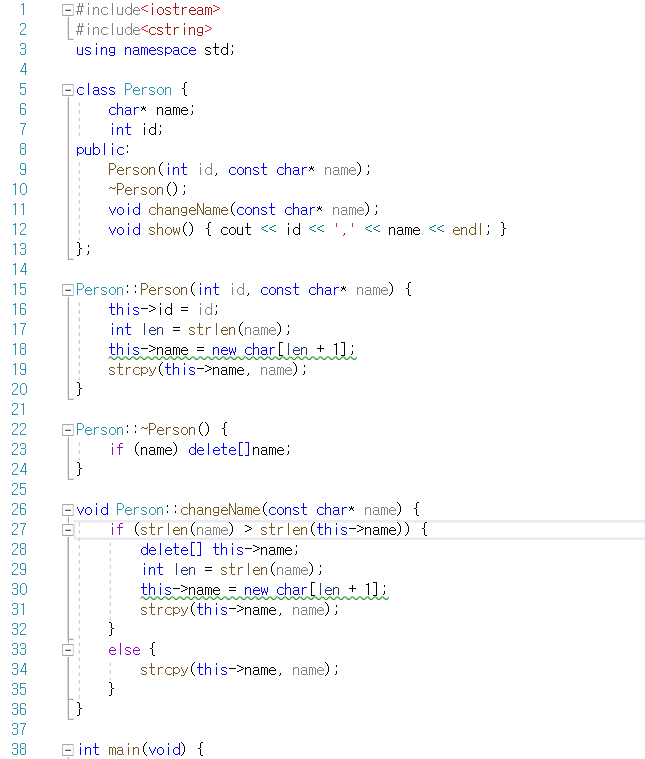 1 #include<iostream>
2 #include<cstring>
3 using namespace std;
4
5 class Person {
6 char* name;
7 int id;
8 public:
9 Person(int id, const char* name);
10 ~Person();
11 void changeName(const char* name);
12 void show() { cout << id << ',' << name << endl; }
13 };
14
15 Person::Person(int id, const char* name) {
16 this->id = id;
17 int len = strlen(name);
18 this->name = new char[len + 1];
19 strcpy(this->name, name);
20 }
21
22 Person::~Person() {
23 if (name) delete[]name;
24 }
25
26 void Person::changeName(const char* name) {
27 if (strlen(name) > strlen(this->name)) {
28 delete[] this->name;
29 int len = strlen(name);
30 this->name = new char[len + 1];
31 strcpy(this->name, name);
32 }
33 else {
34 strcpy(this->name, name);
35 }
36 }
37
38 int main(void) {